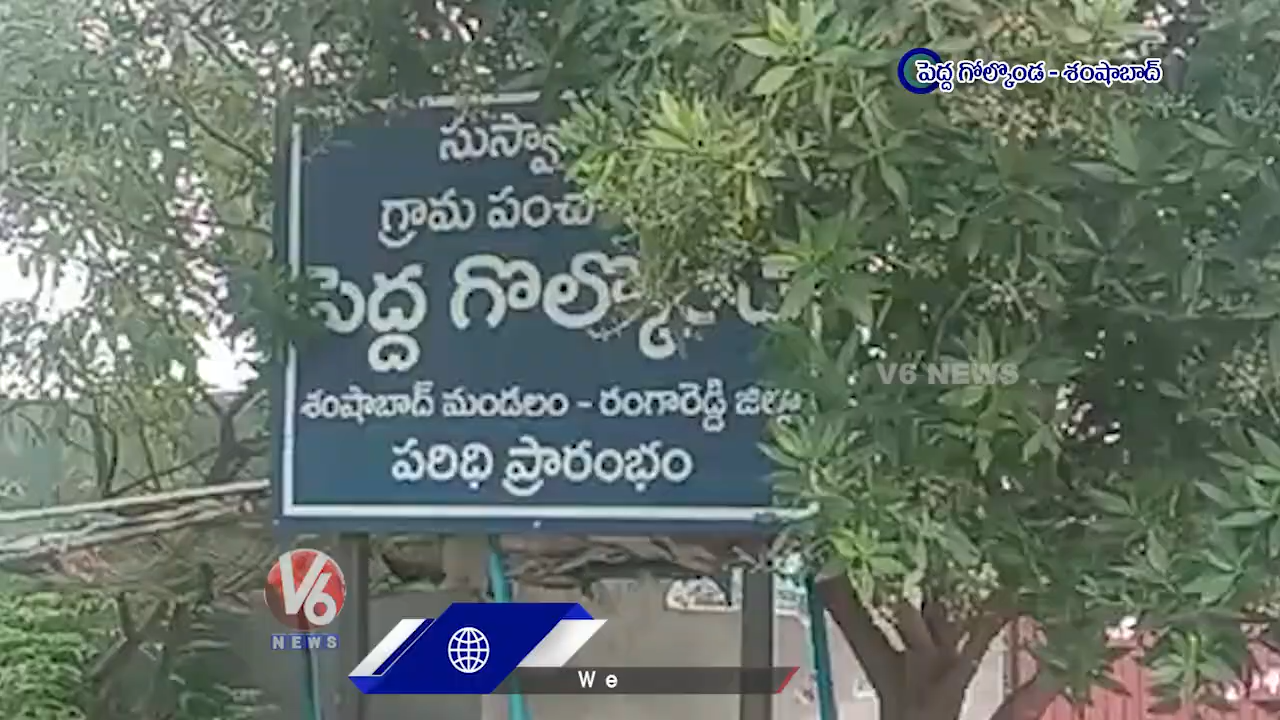 పెద్ద గోల్కొండ - శంషాబాద్
సుస్వా
గ్రామ పంచ
పెద్ద గొల్కొ
శంషాబాద్ మండలం - రంగారెడ్డి
పరిధి ప్రారంభం
V6 NEWS
V6
NEWS
We